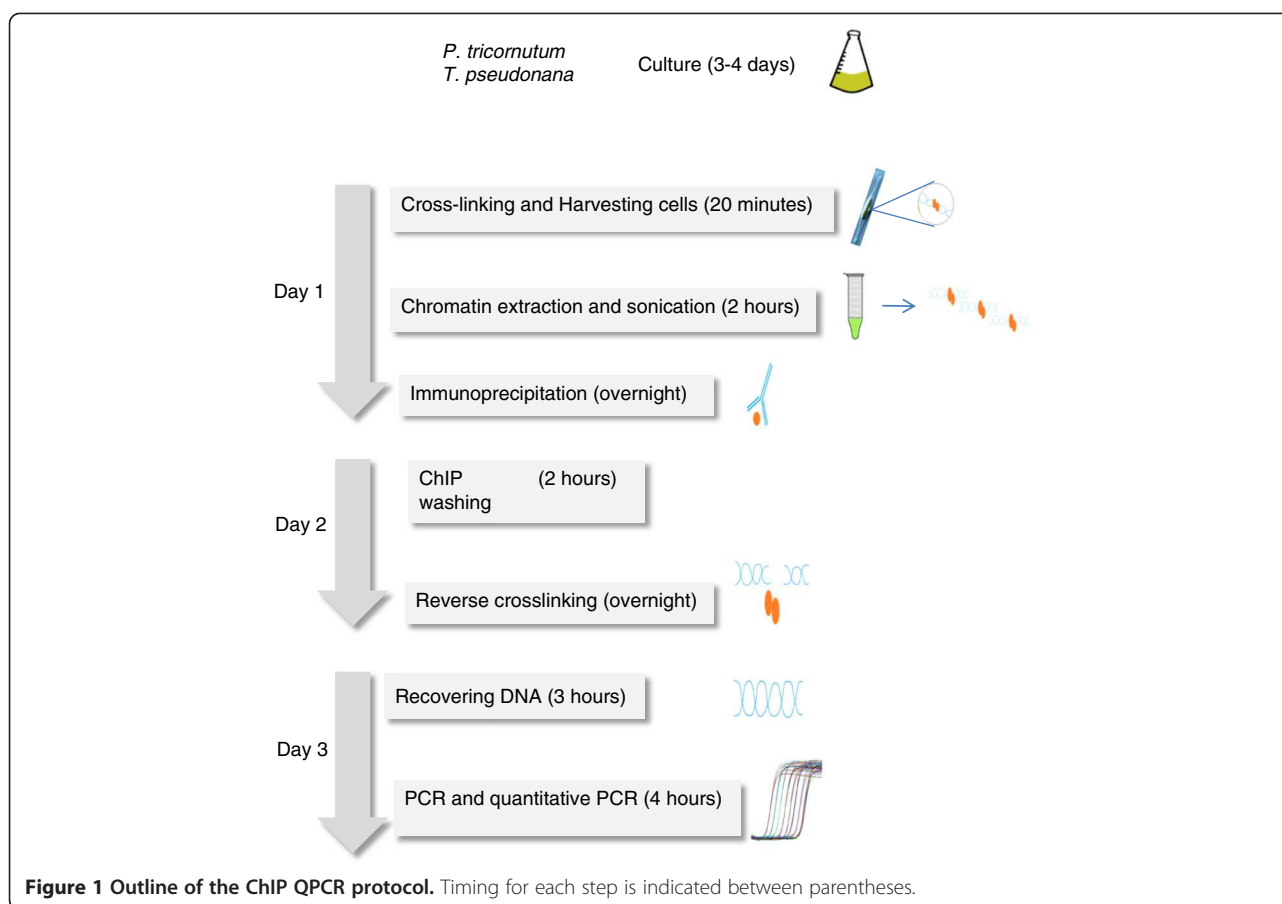 P. tricornutum
T. pseudonana
Culture (3-4 days)
Cross-linking and Harvesting cells (20 minutes)
Day 1
Chromatin extraction and sonication (2 hours)
Immunoprecipitation (overnight)
ChIP (2 hours)
washing
Day 2
Reverse crosslinking (overnight)
Recovering DNA (3 hours)
Day 3
PCR and quantitative PCR (4 hours)
Figure 1 Outline of the ChIP QPCR protocol. Timing for each step is indicated between parentheses.